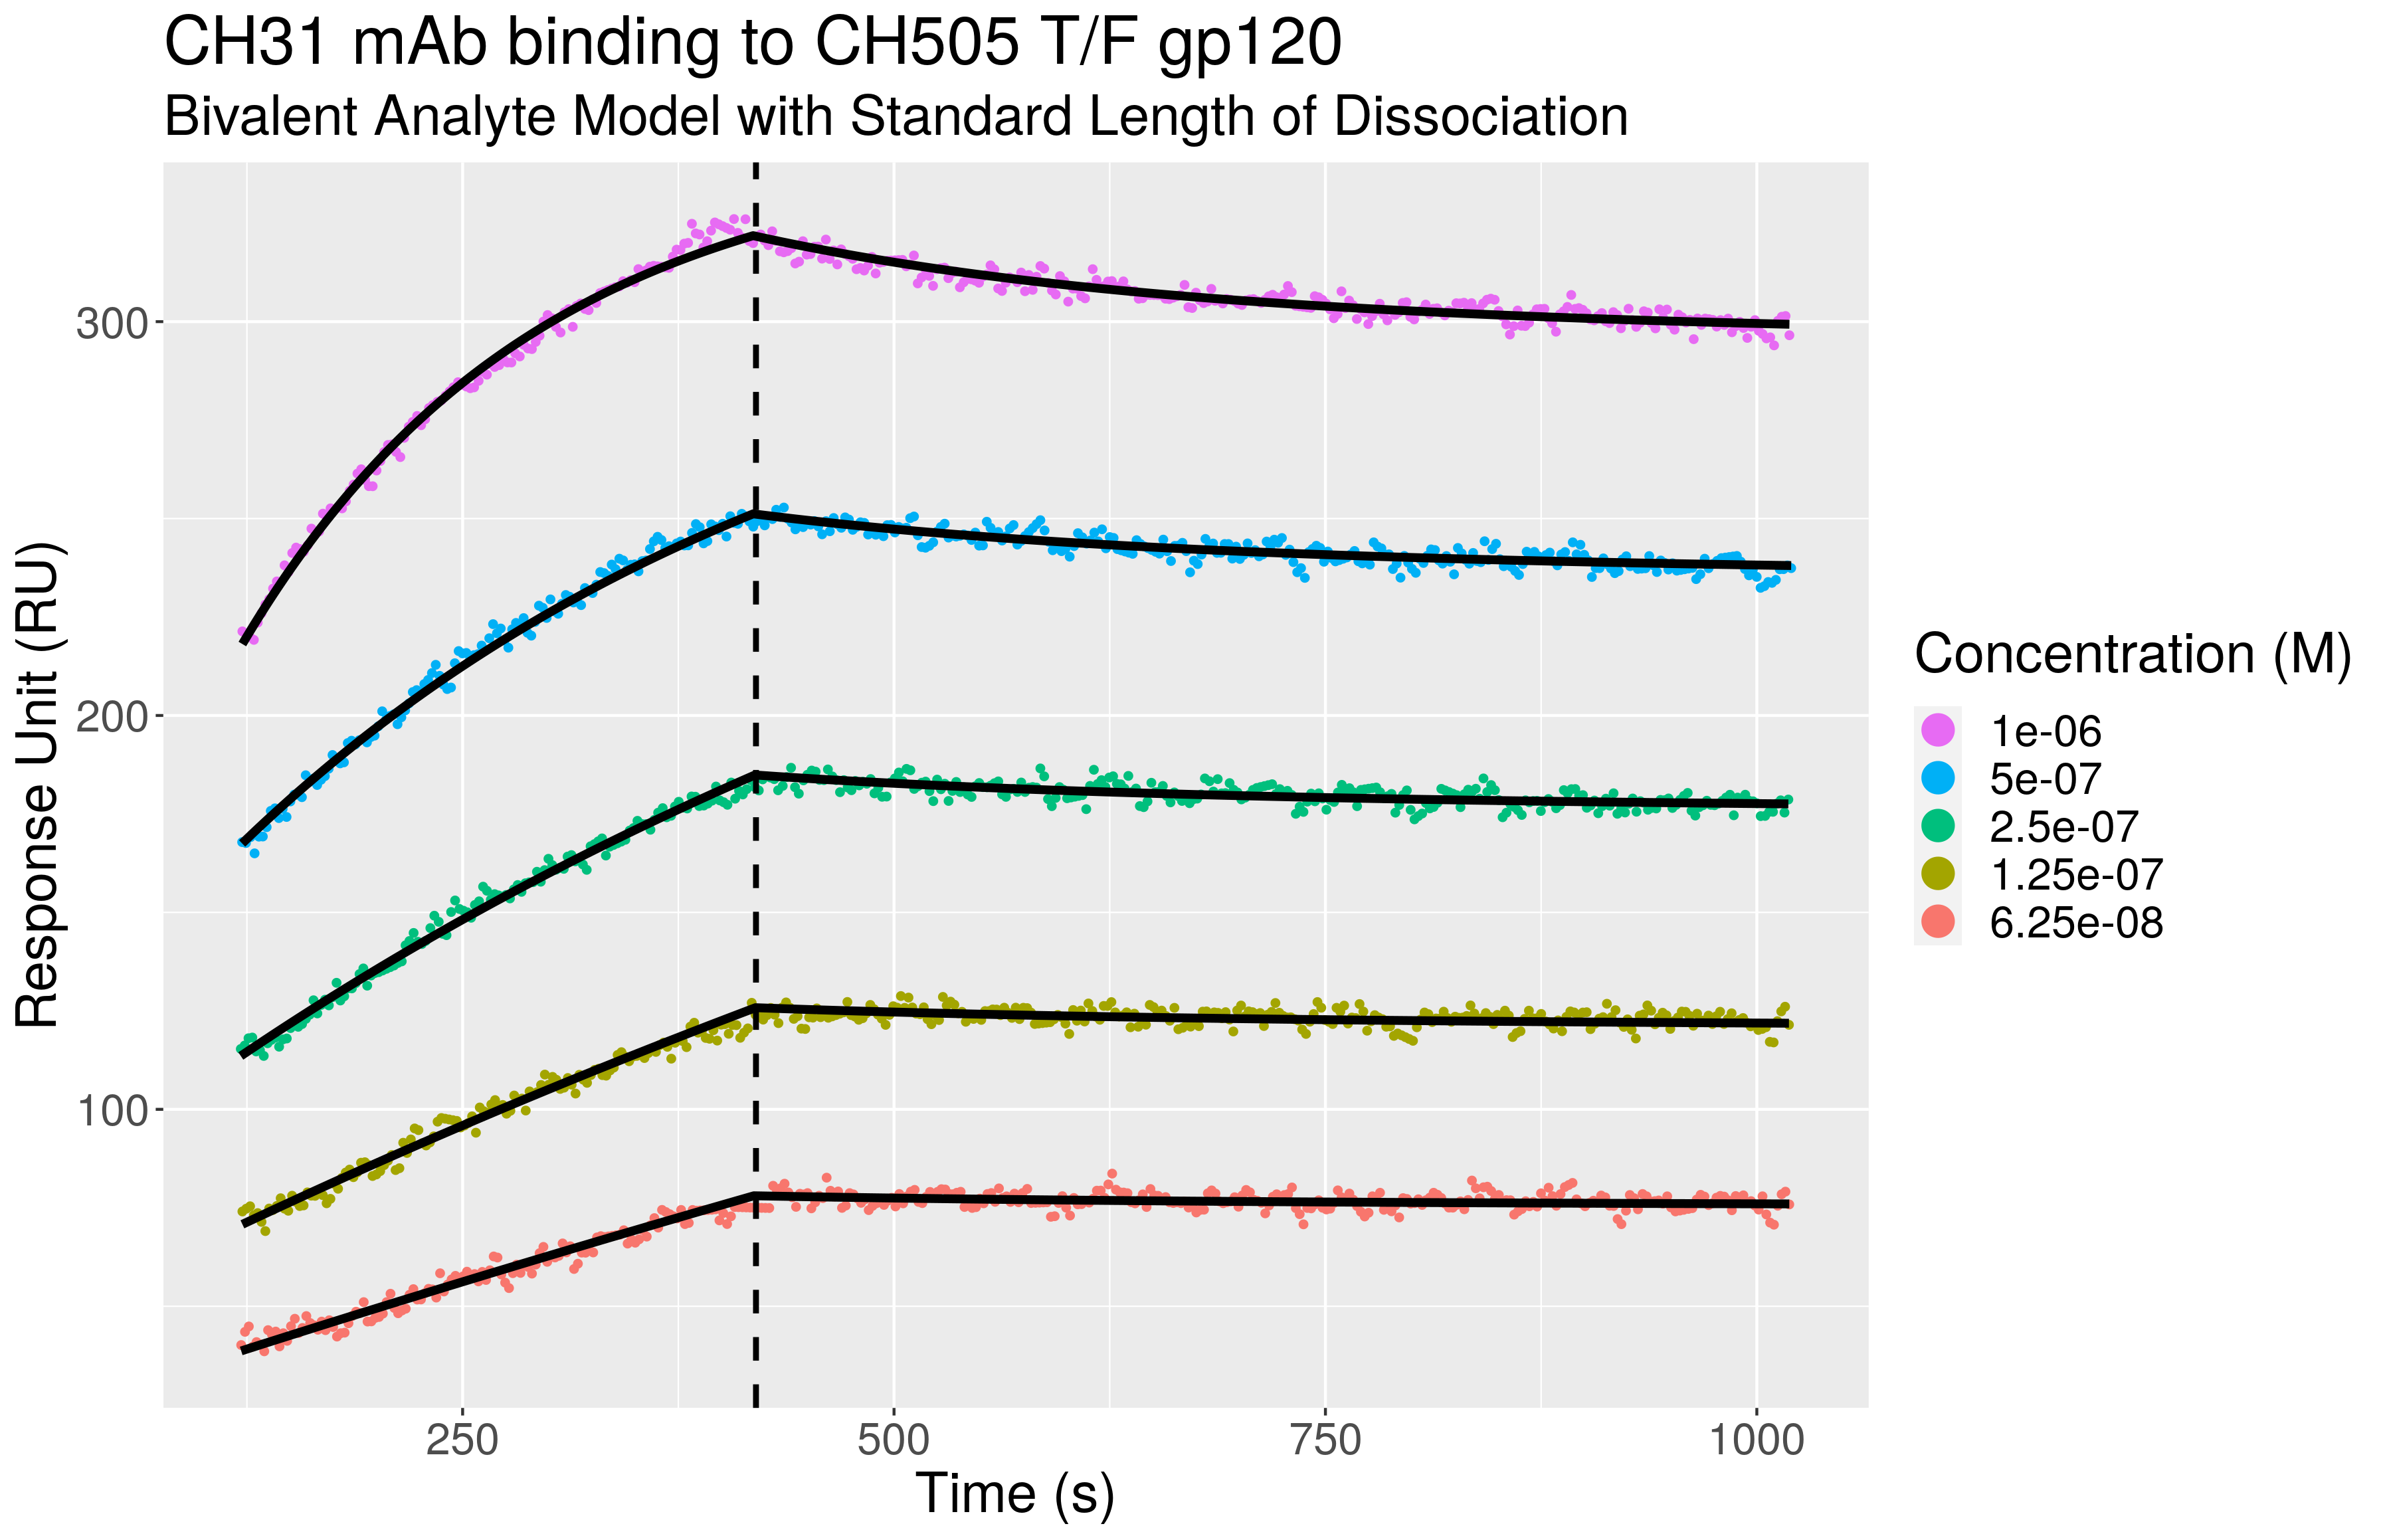 CH31 mAb binding to CH505 T/F gp120
Bivalent Analyte Model with Standard Length of Dissociation
Response Unit (RU)
300
200
100
250
500
750
1000
Time (s)
Concentration (M)
1e-06
5e-07
2.5e-07
1.25e-07
6.25e-08